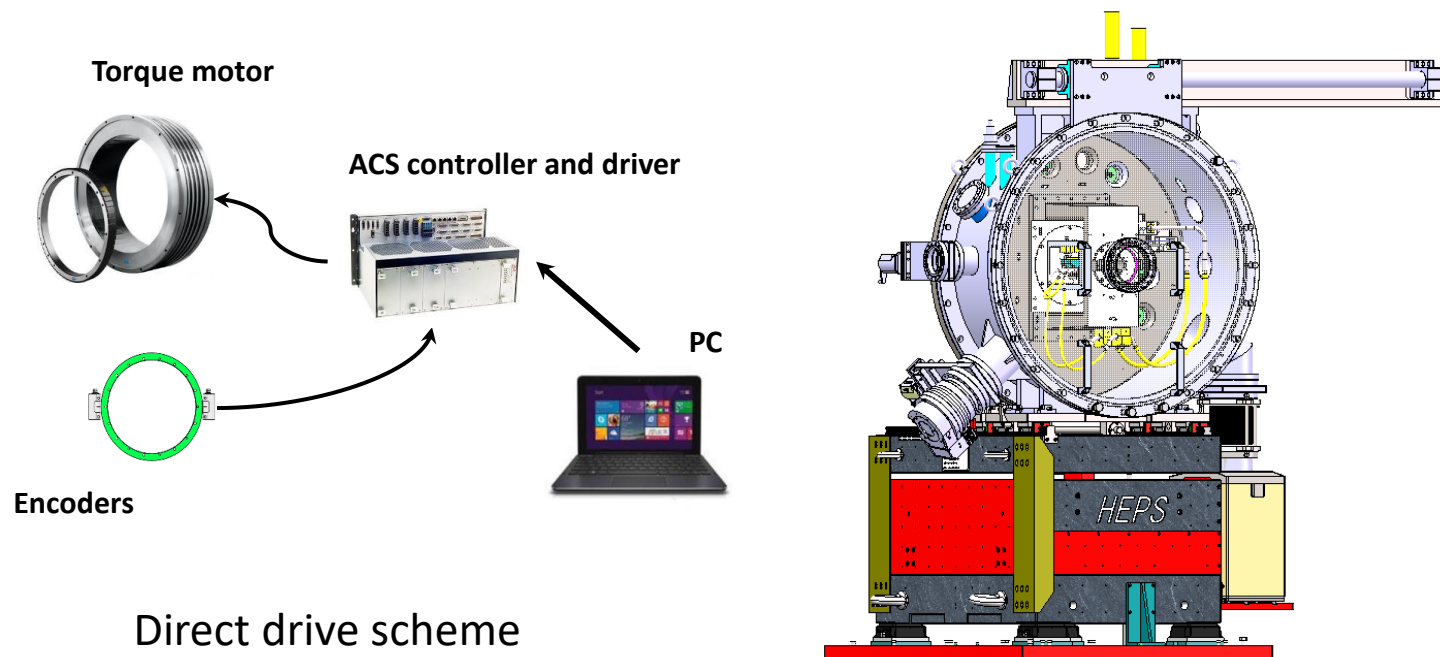 Torque motor
ACS controller and driver
PC
Encoders
HEPS
Direct drive scheme